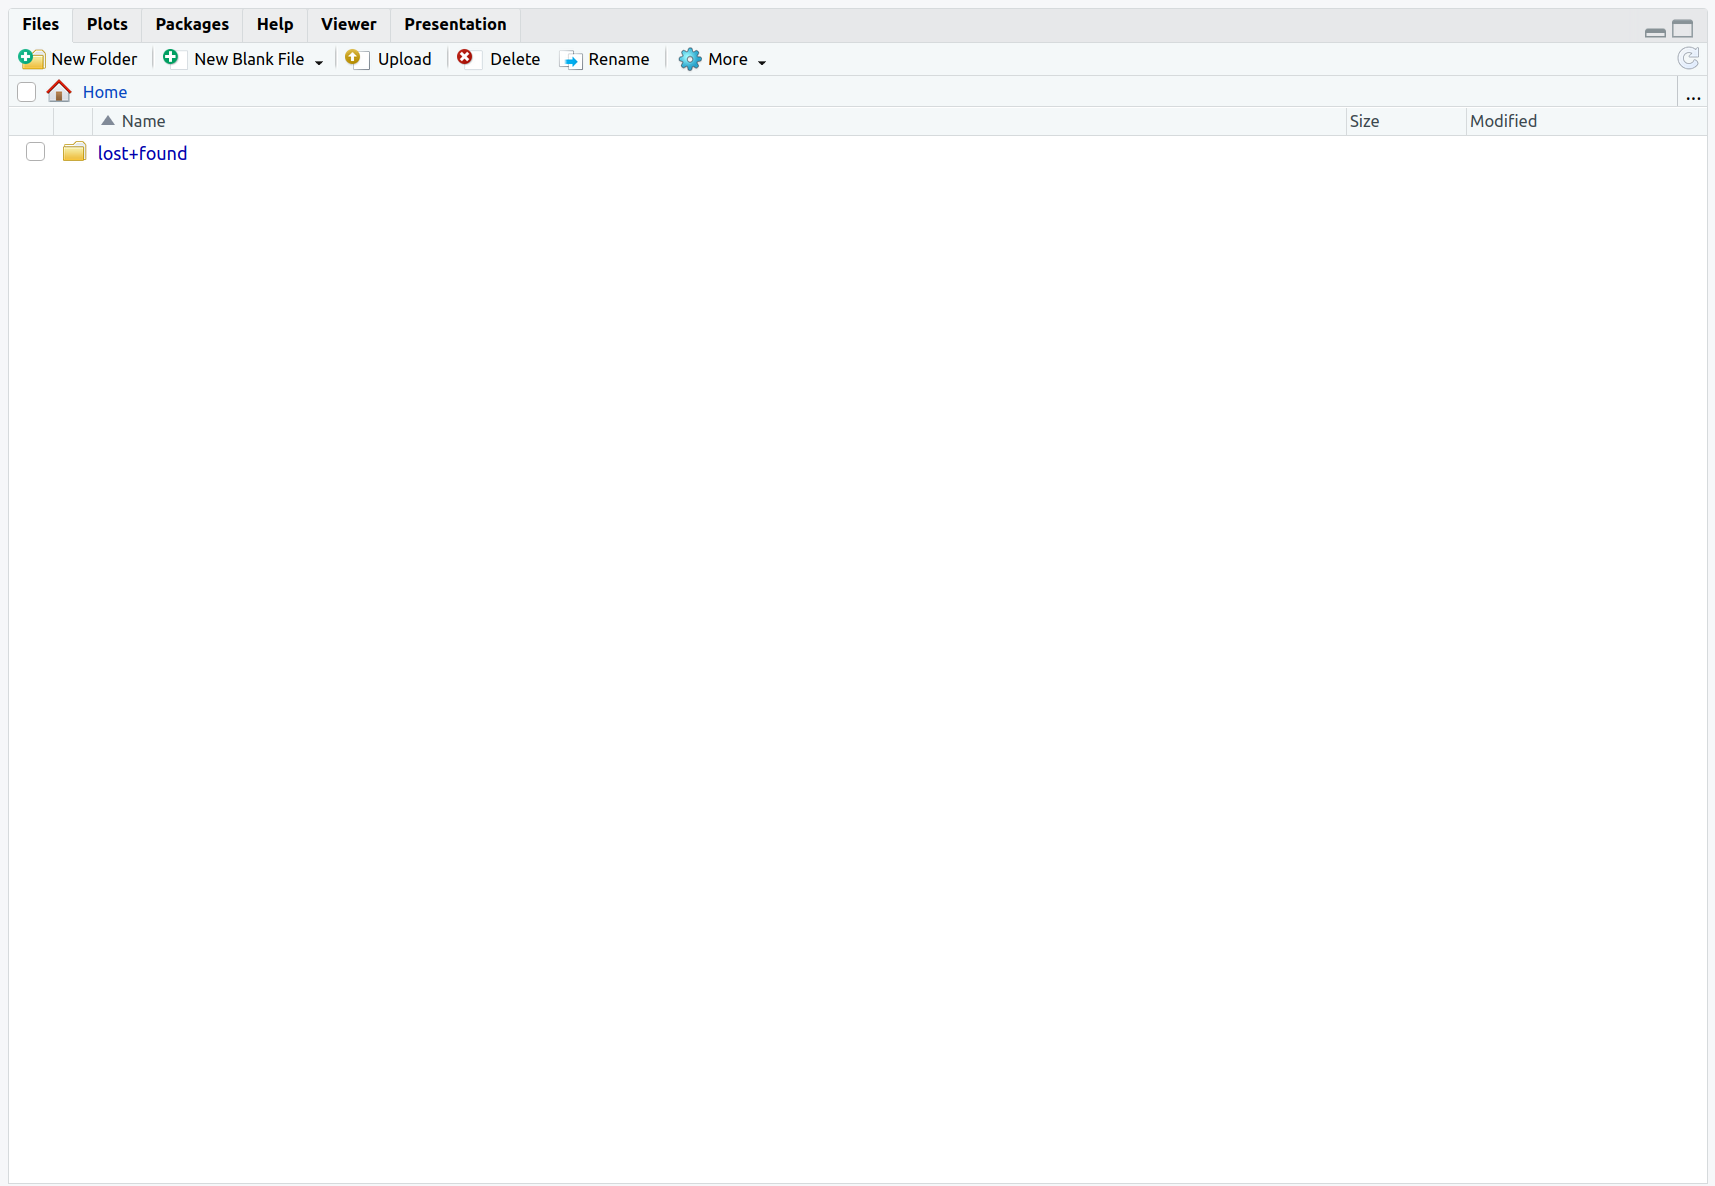 Files Plots Packages Help Viewer Presentation
New Folder New Blank File Upload Delete Rename More
Home ...
Name Size Modified
lost+found